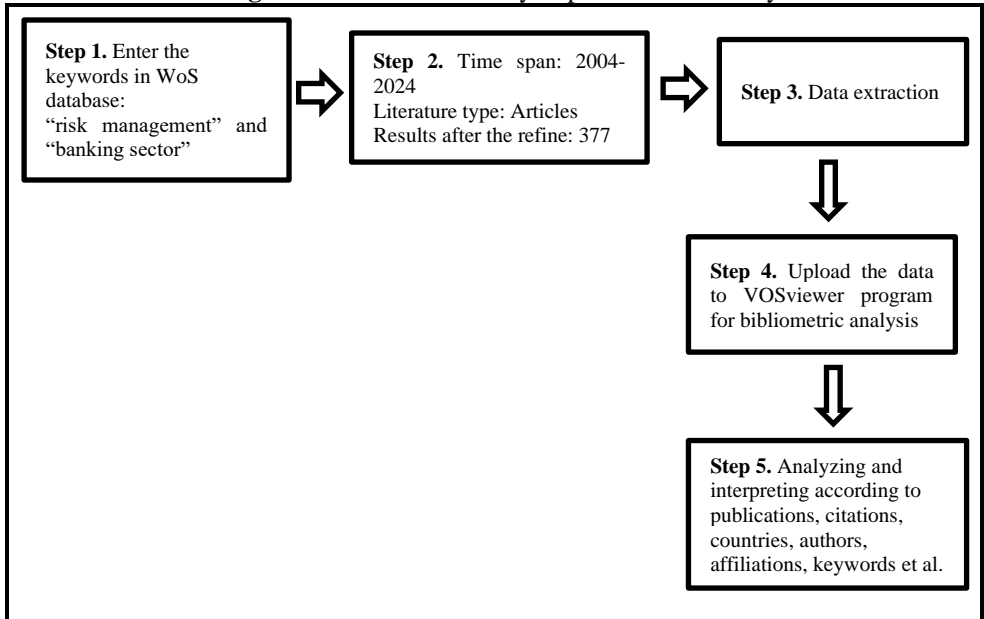 Step 1. Enter the
keywords in WoS
database:
“risk management” and
“banking sector”
Step 2. Time span: 2004-
2024
Literature type: Articles
Results after the refine: 377
Step 3. Data extraction
Step 4. Upload the data
to VOSviewer program
for bibliometric analysis
Step 5. Analyzing and
interpreting according to
publications, citations,
countries, authors,
affiliations, keywords et al.